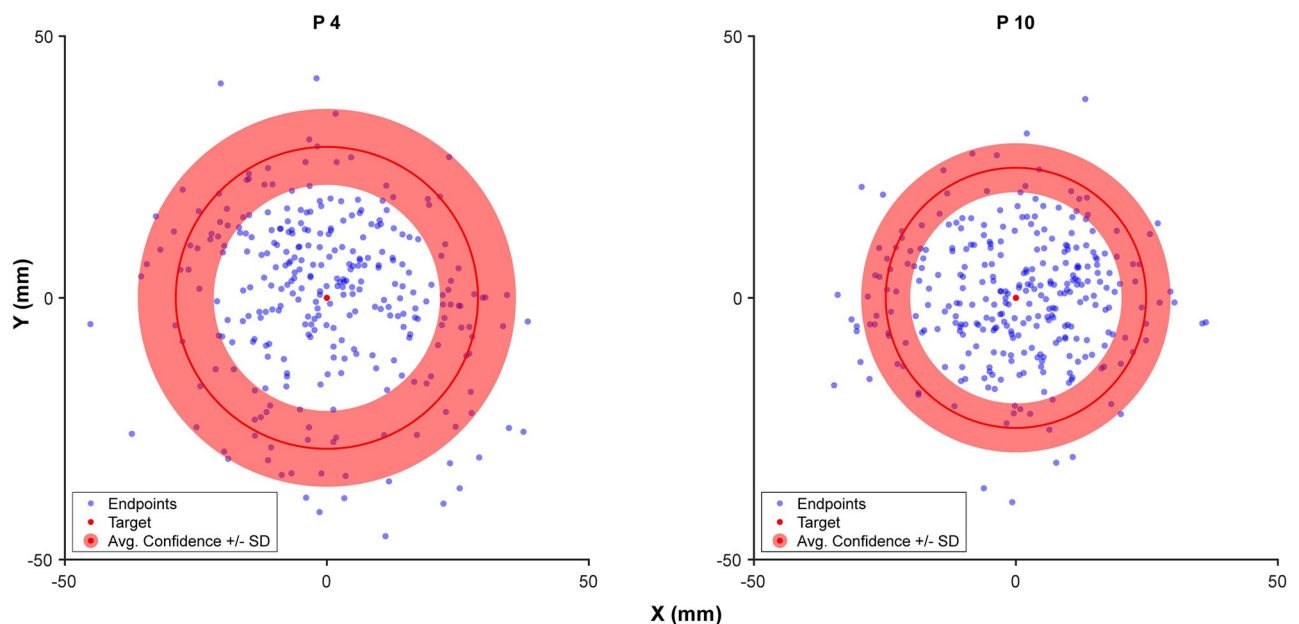 P 4
P 10
50
50
Y (mm)
0
0
Endpoints
Target
Avg. Confidence +/- SD
Endpoints
Target
Avg. Confidence +/- SD
-50
-50
-50
0
50
-50
0
50
X (mm)